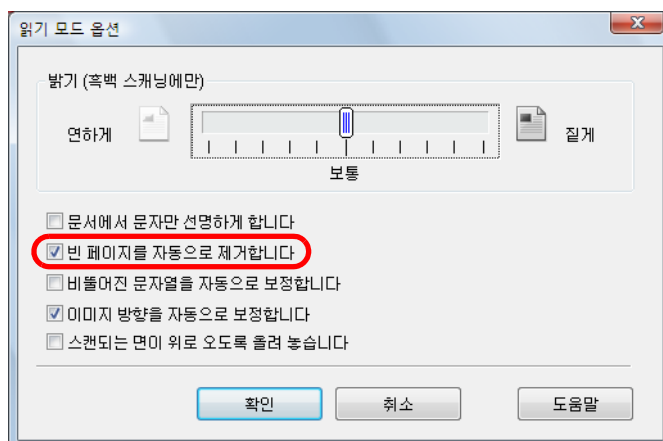 읽기 모드 옵션
밝기 (흑백 스캐닝에만)
연하게
짙게
보통
문서에서 문자만 선명하게 합니다
빈 페이지를 자동으로 제거합니다
비뚤어진 문자열을 자동으로 보정합니다
이미지 방향을 자동으로 보정합니다
스캔되는 면이 위로 오도록 올려 놓습니다
확인
취소
도움말